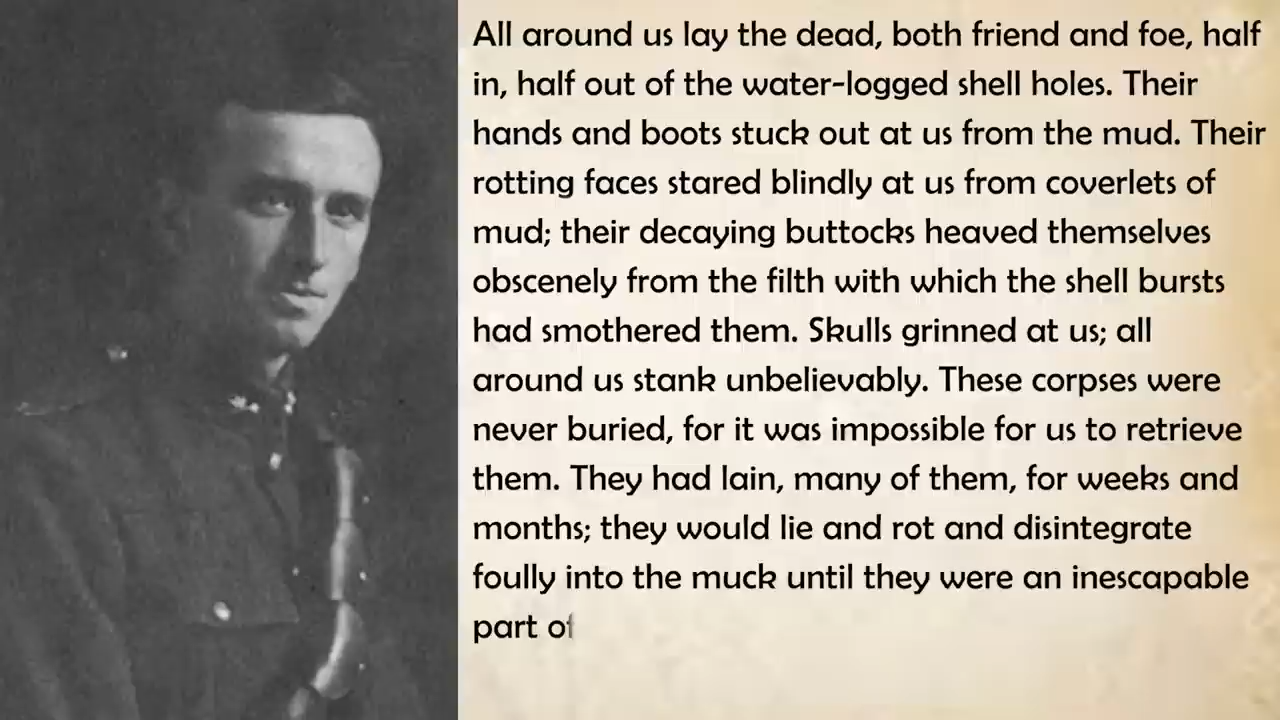 All around us lay the dead, both friend and foe, half
in, half out of the water-logged shell holes. Their
hands and boots stuck out at us from the mud. Their
rotting faces stared blindly at us from coverlets of
mud; their decaying buttocks heaved themselves
obscenely from the filth with which the shell bursts
had smothered them. Skulls grinned at us; all
around us stank unbelievably. These corpses were
never buried, for it was impossible for us to retrieve
them. They had lain, many of them, for weeks and
months; they would lie and rot and disintegrate
foully into the muck until they were an inescapable
part of